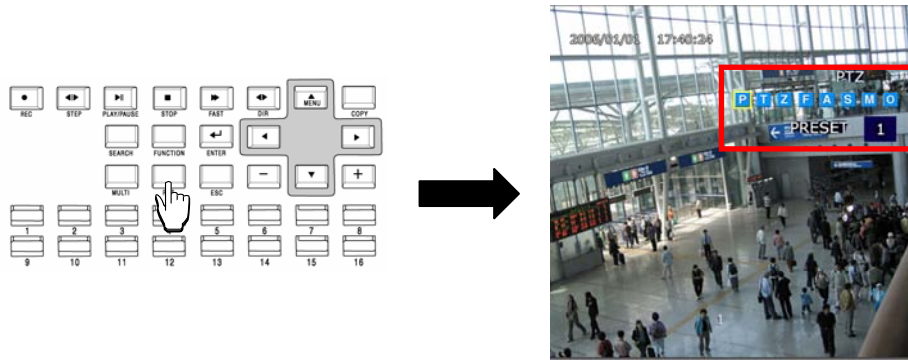 REC STEP PLAY/PAUSE STOP FAST DIR MENU COPY
SEARCH FUNCTION ENTER
MULTI ESC
1 2 3 5 6 7 8
9 10 11 12 13 14 15 16
2006/01/01 17:40:24
PTZ
P T Z F A S M O
PRESET 1
1